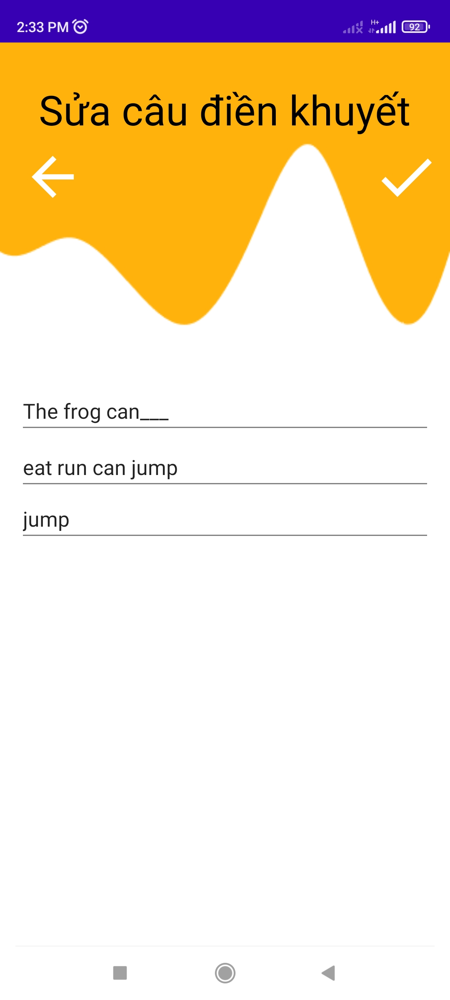 2:33 PM
H+
92
Sửa câu điền khuyết
The frog can___
eat run can jump
jump